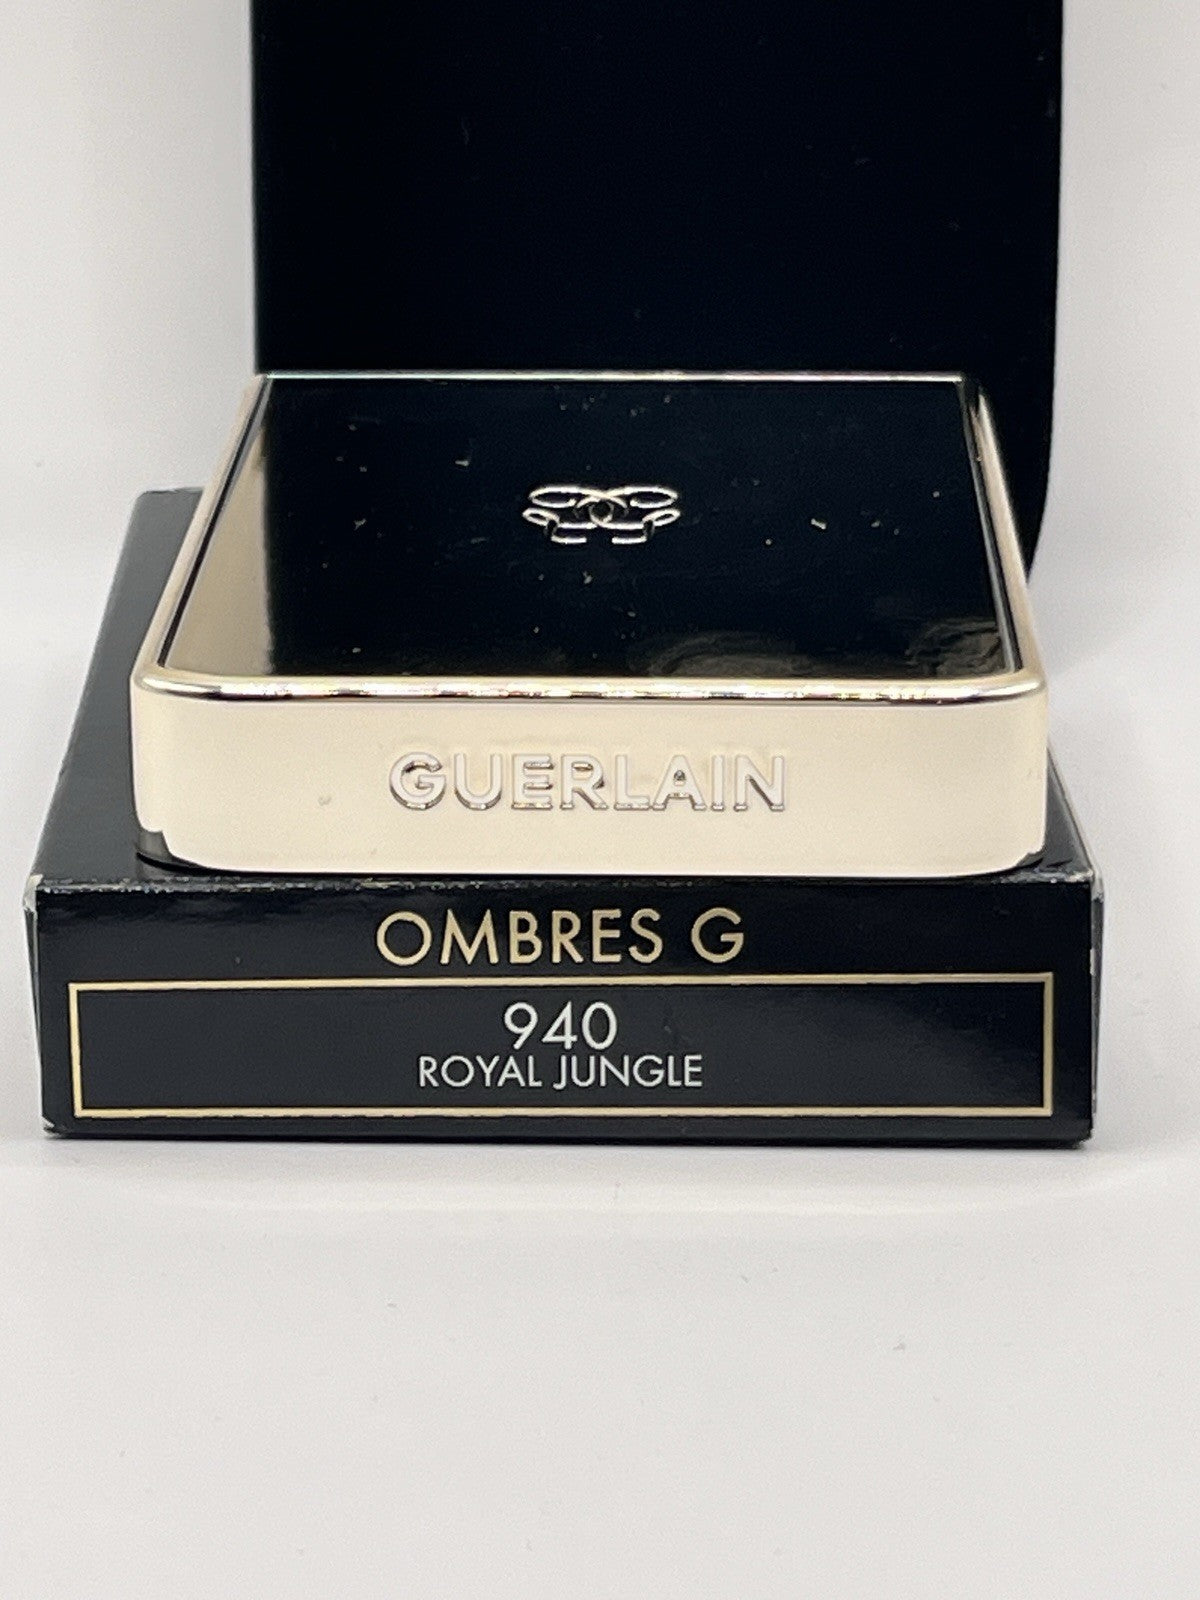 GUERLAIN
OMBRES G
940
ROYAL JUNGLE